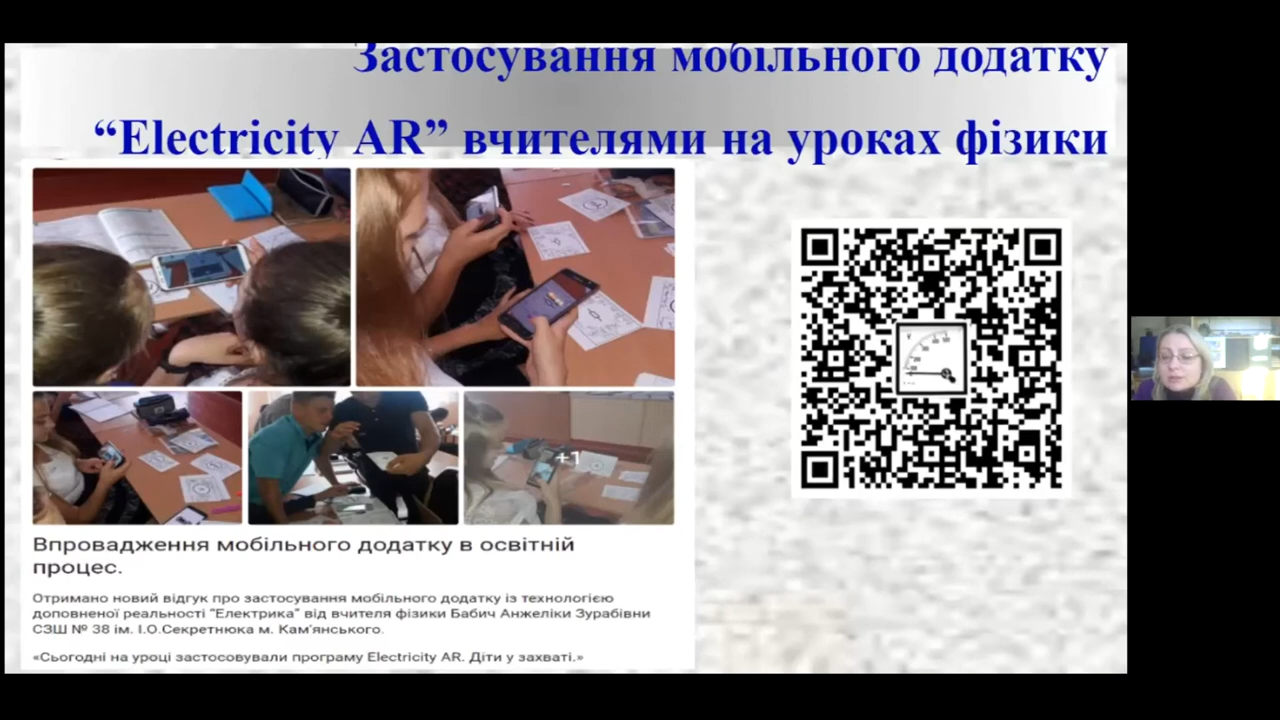 Застосування мобільного додатку
“Electricity AR” вчителями на уроках фізики
+1
Впровадження мобільного додатку в освітній
процес.
Отримано новий відгук про застосування мобільного додатку із технологією
доповненої реальності “Електрика” від вчителя фізики Бабич Анжеліки Зурабівни
СЗШ № 38 ім. І.О.Секретнюка м. Кам'янського.
«Сьогодні на уроці застосовували програму Electricity AR. Діти у захваті.»